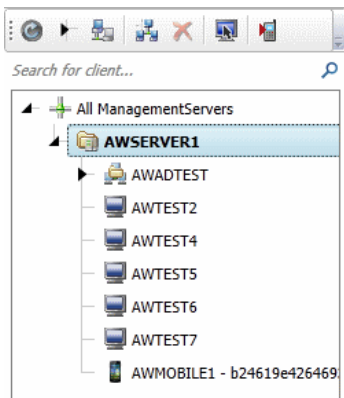 Search for client...
All ManagementServers
AWSERVER1
AWADTEST
AWTEST2
AWTEST4
AWTEST5
AWTEST6
AWTEST7
AWMOBILE1 - b24619e426469